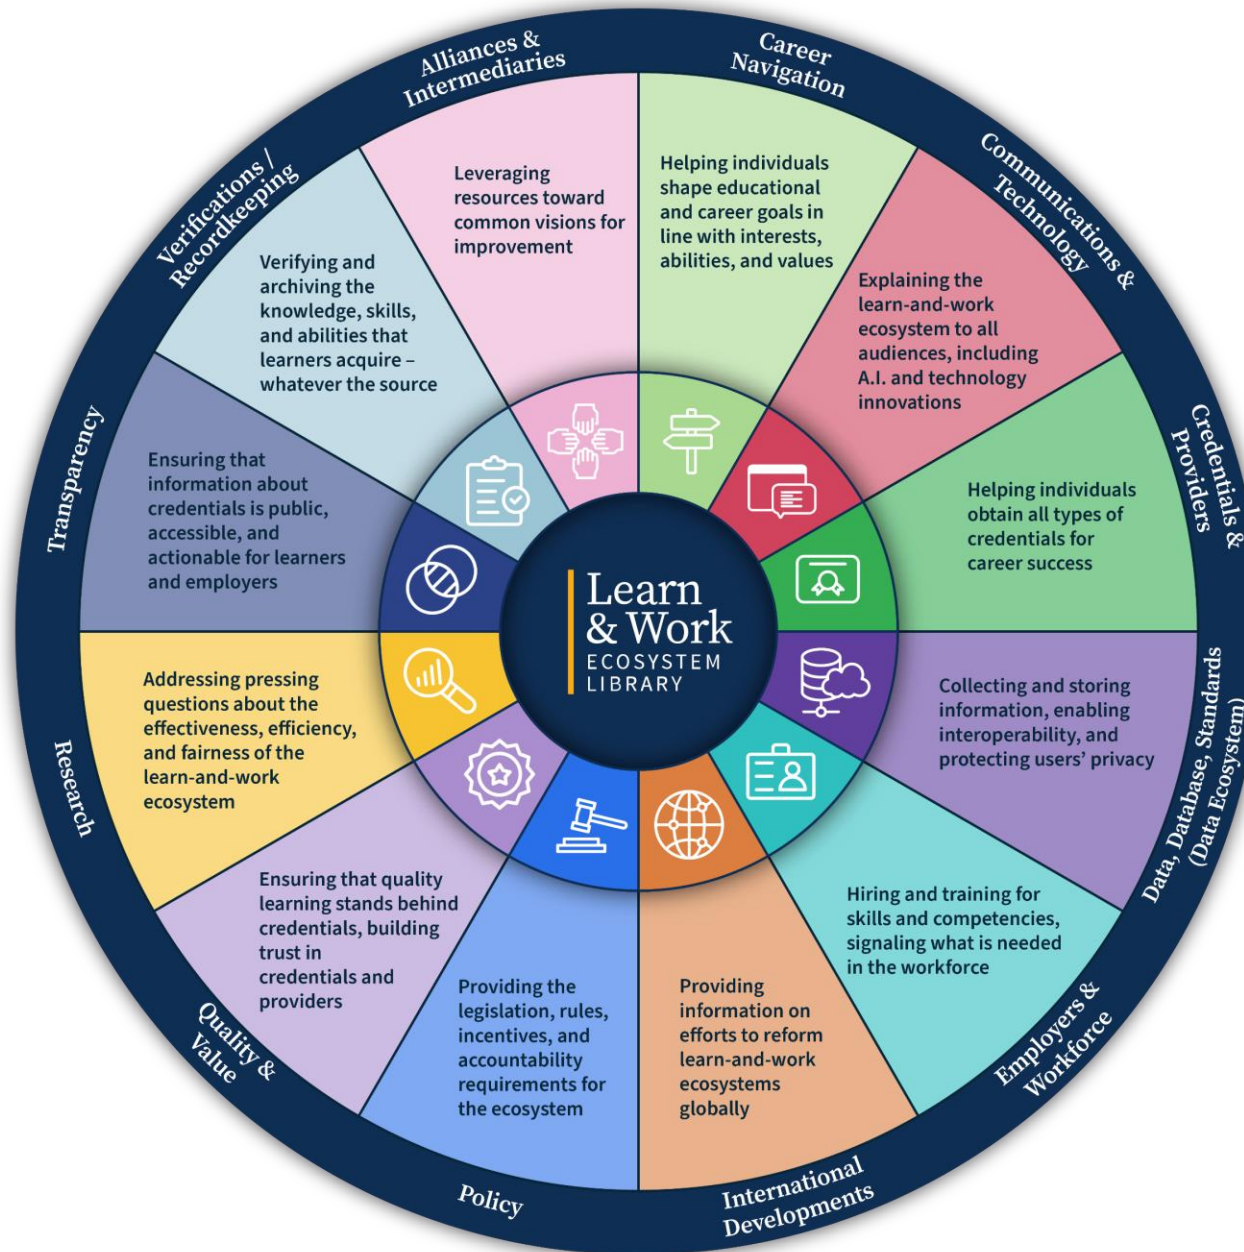 Alliances &
Intermediaries
Leveraging
resources toward
common visions for
improvement
Career
Navigation
Helping individuals
shape educational
and career goals in
line with interests,
abilities, and values
Communications &
Technology
Explaining the
learn-and-work
ecosystem to all
audiences, including
A.I. and technology
innovations
Credentials &
Providers
Helping individuals
obtain all types of
credentials for
career success
Data, Database, Standards
(Data Ecosystem)
Collecting and storing
information, enabling
interoperability, and
protecting users’ privacy
Employers &
Workforce
Hiring and training for
skills and competencies,
signaling what is needed
in the workforce
International
Developments
Providing
information on
efforts to reform
learn-and-work
ecosystems
globally
Policy
Providing the
legislation, rules,
incentives, and
accountability
requirements for
the ecosystem
Quality &
Value
Ensuring that quality
learning stands behind
credentials, building
trust in
credentials and
providers
Research
Addressing pressing
questions about the
effectiveness, efficiency,
and fairness of the
learn-and-work
ecosystem
Transparency
Ensuring that
information about
credentials is public,
accessible, and
actionable for learners
and employers
Verifications /
Recordkeeping
Verifying and
archiving the
knowledge, skills,
and abilities that
learners acquire –
whatever the source
Learn
& Work
ECOSYSTEM
LIBRARY